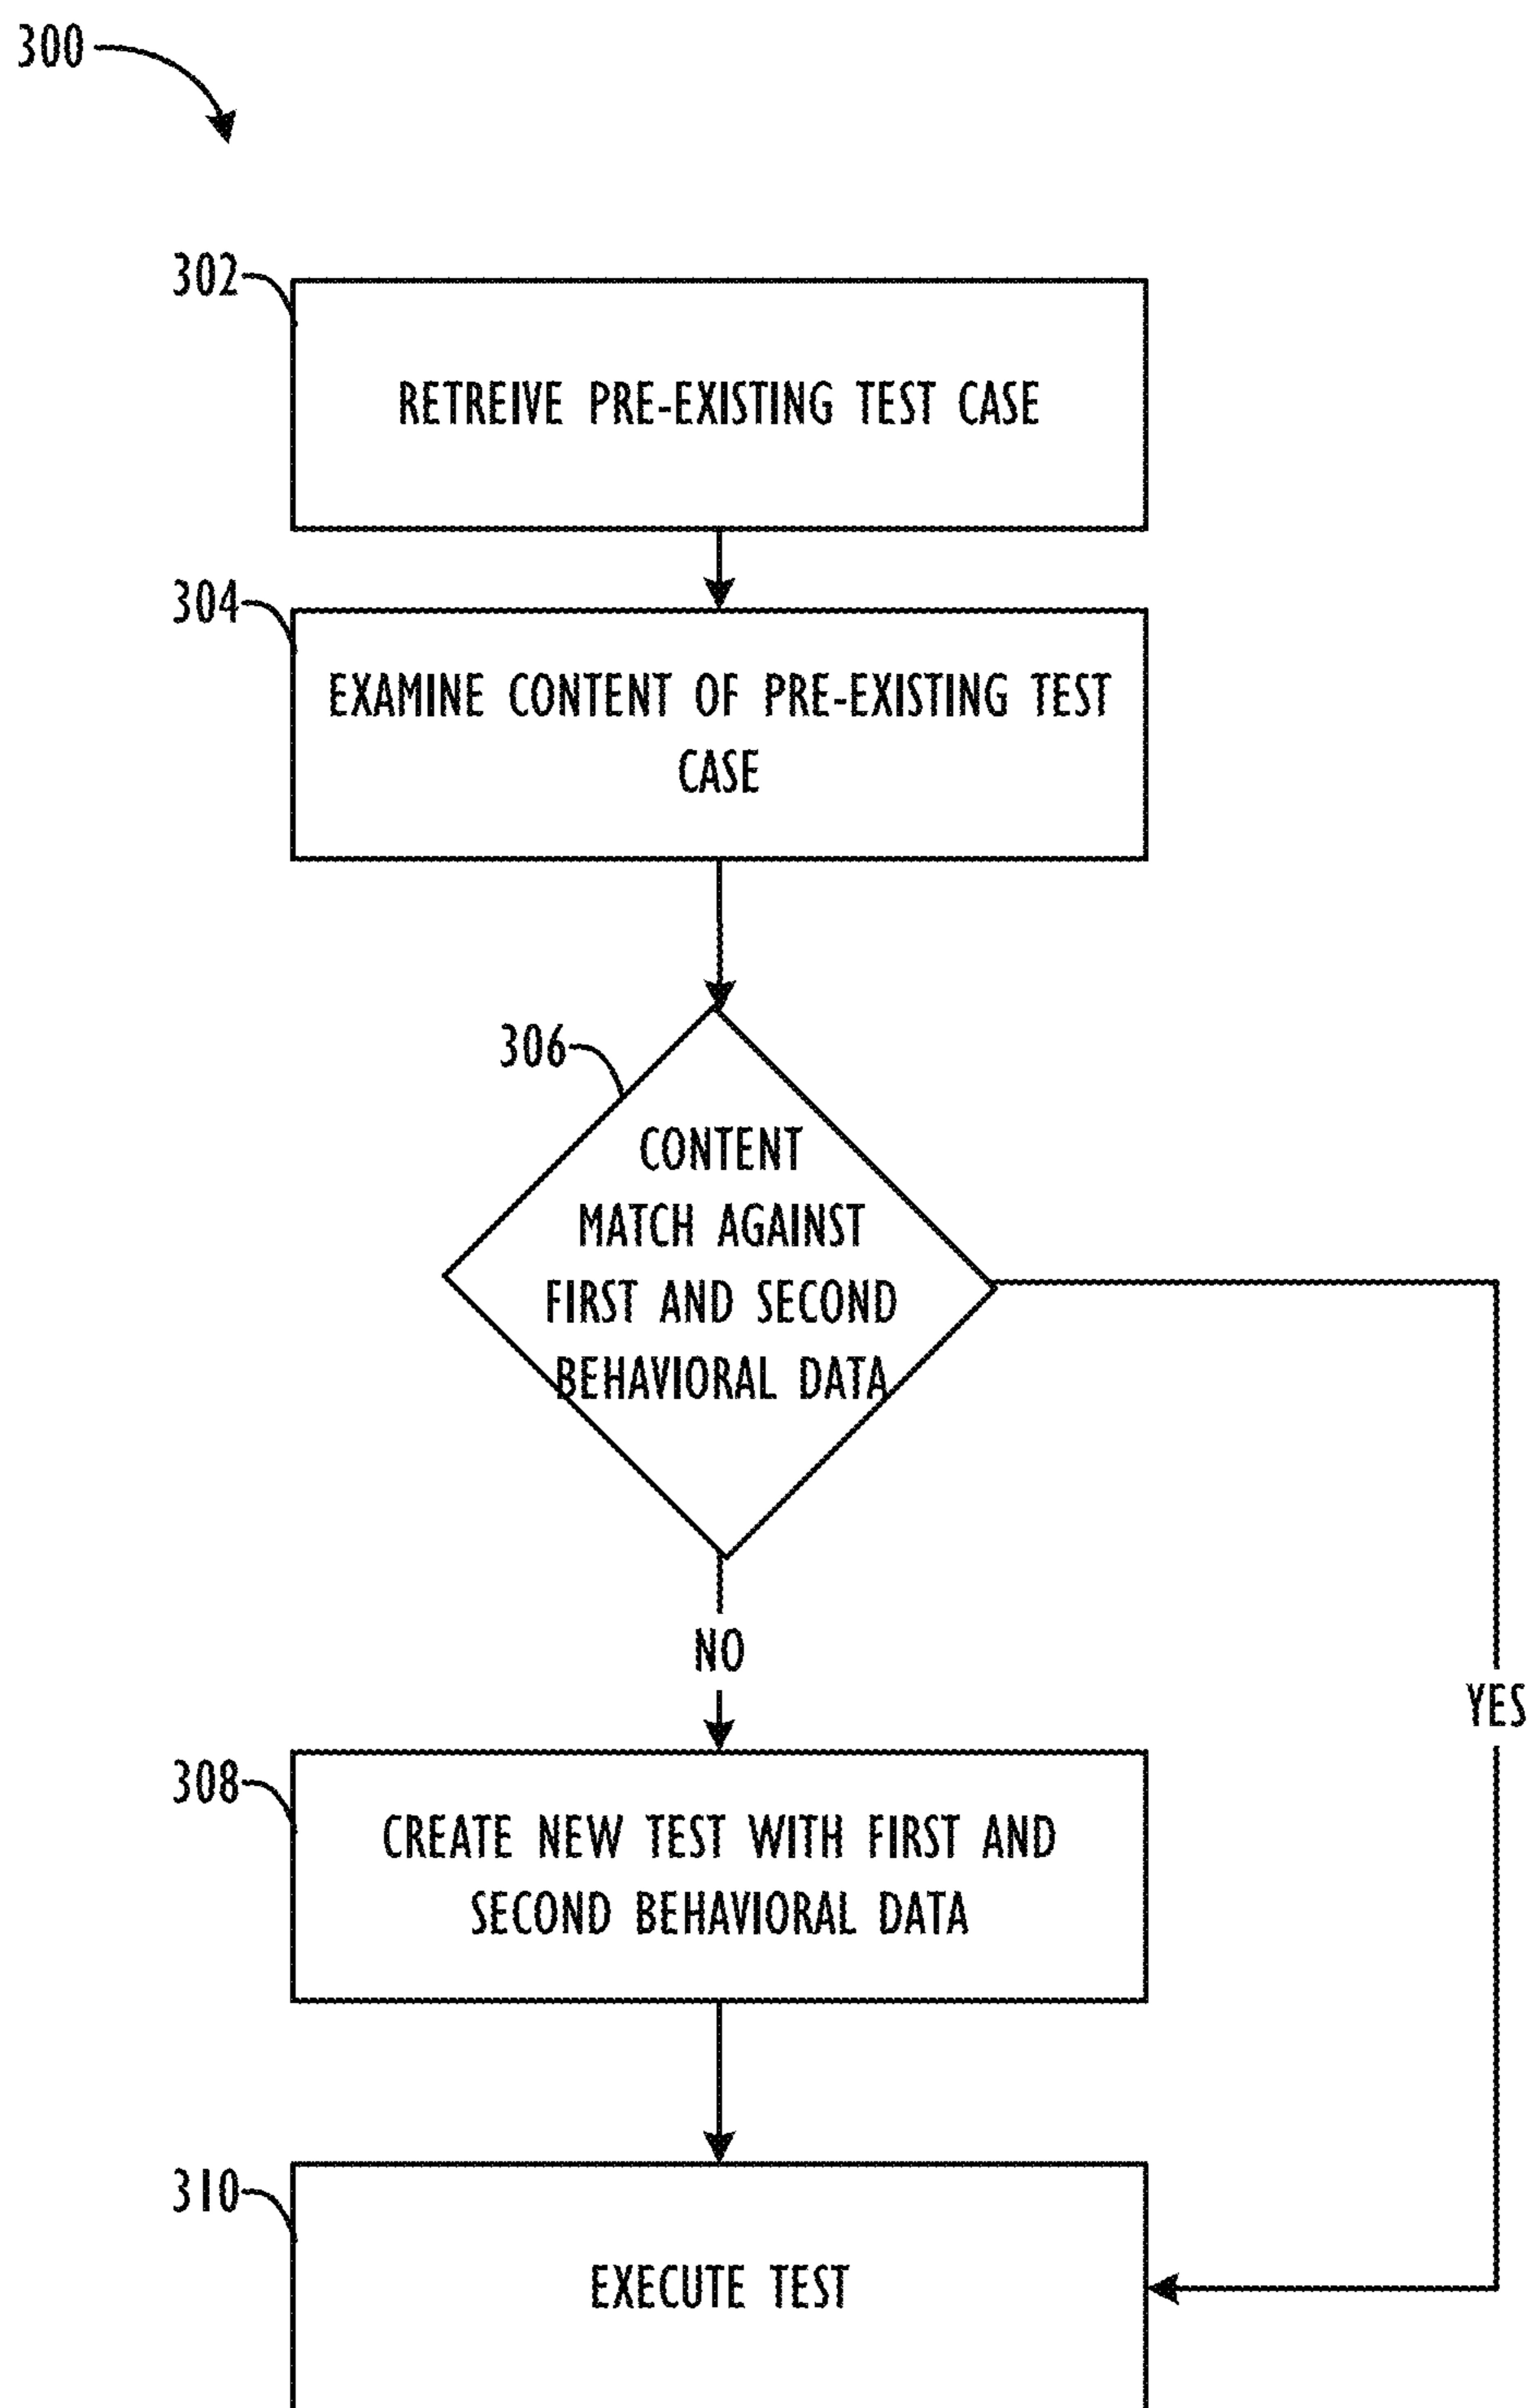 300
302
RETREIVE PRE-EXISTING TEST CASE
304
EXAMINE CONTENT OF PRE-EXISTING TEST
CASE
306
CONTENT
MATCH AGAINST
FIRST AND SECOND
BEHAVIORAL DATA
NO
YES
308
CREATE NEW TEST WITH FIRST AND
SECOND BEHAVIORAL DATA
310
EXECUTE TEST